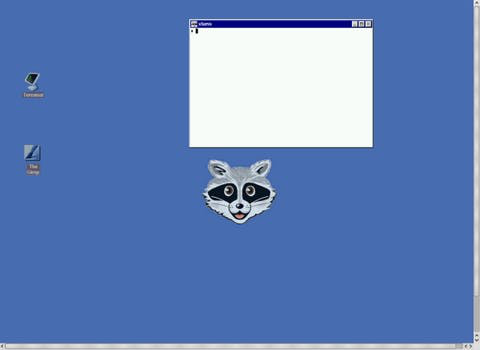 xterm
Terminal
The
Gimp